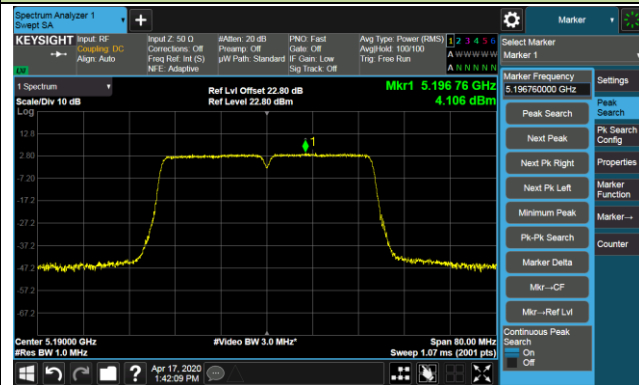 Spectrum Analyzer 1
Swept SA
Marker
KEYSIGHT
Input: RF
Coupling: DC
Align: Auto
Input Z: 50 Ω
Corrections: Off
Freq Ref: Int (S)
NFE: Adaptive
#Atten: 20 dB
Preamp: Off
µW Path: Standard
PNO: Fast
Gate: Off
IF Gain: Low
Sig Track: Off
Avg Type: Power (RMS)
Avg|Hold: 100/100
Trig: Free Run
1 2 3 4 5 6
A W W W W W
A N N N N N
Select Marker
Marker 1
1 Spectrum
Scale/Div 10 dB
Log
Ref Lvl Offset 22.80 dB
Ref Level 22.80 dBm
Mkr1 5.196 76 GHz
4.106 dBm
12.8
2.80
-7.20
-17.2
-27.2
-37.2
-47.2
-57.2
-67.2
1
Center 5.19000 GHz
#Res BW 1.0 MHz
#Video BW 3.0 MHz*
Span 80.00 MHz
Sweep 1.07 ms (2001 pts)
Marker Frequency
5.196760000 GHz
Peak Search
Next Peak
Next Pk Right
Next Pk Left
Minimum Peak
Pk-Pk Search
Marker Delta
Mkr→CF
Mkr→Ref Lvl
Continuous Peak
Search
On
Off
Settings
Peak
Search
Pk Search
Config
Properties
Marker
Function
Marker→
Counter
Apr 17, 2020
1:42:09 PM